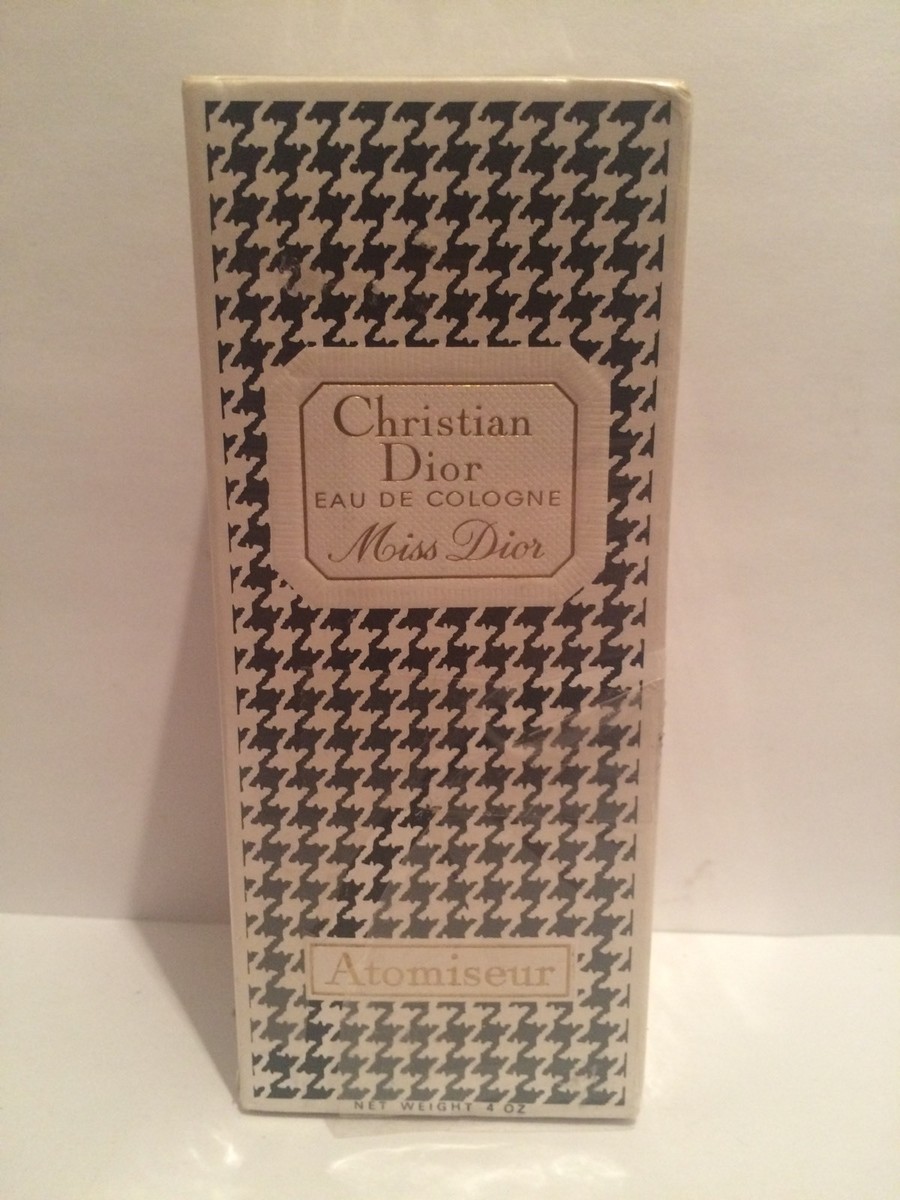 Christian
Dior
EAU DE COLOGNE
Miss Dior
Atomiseur
NET WEIGHT 4 OZ